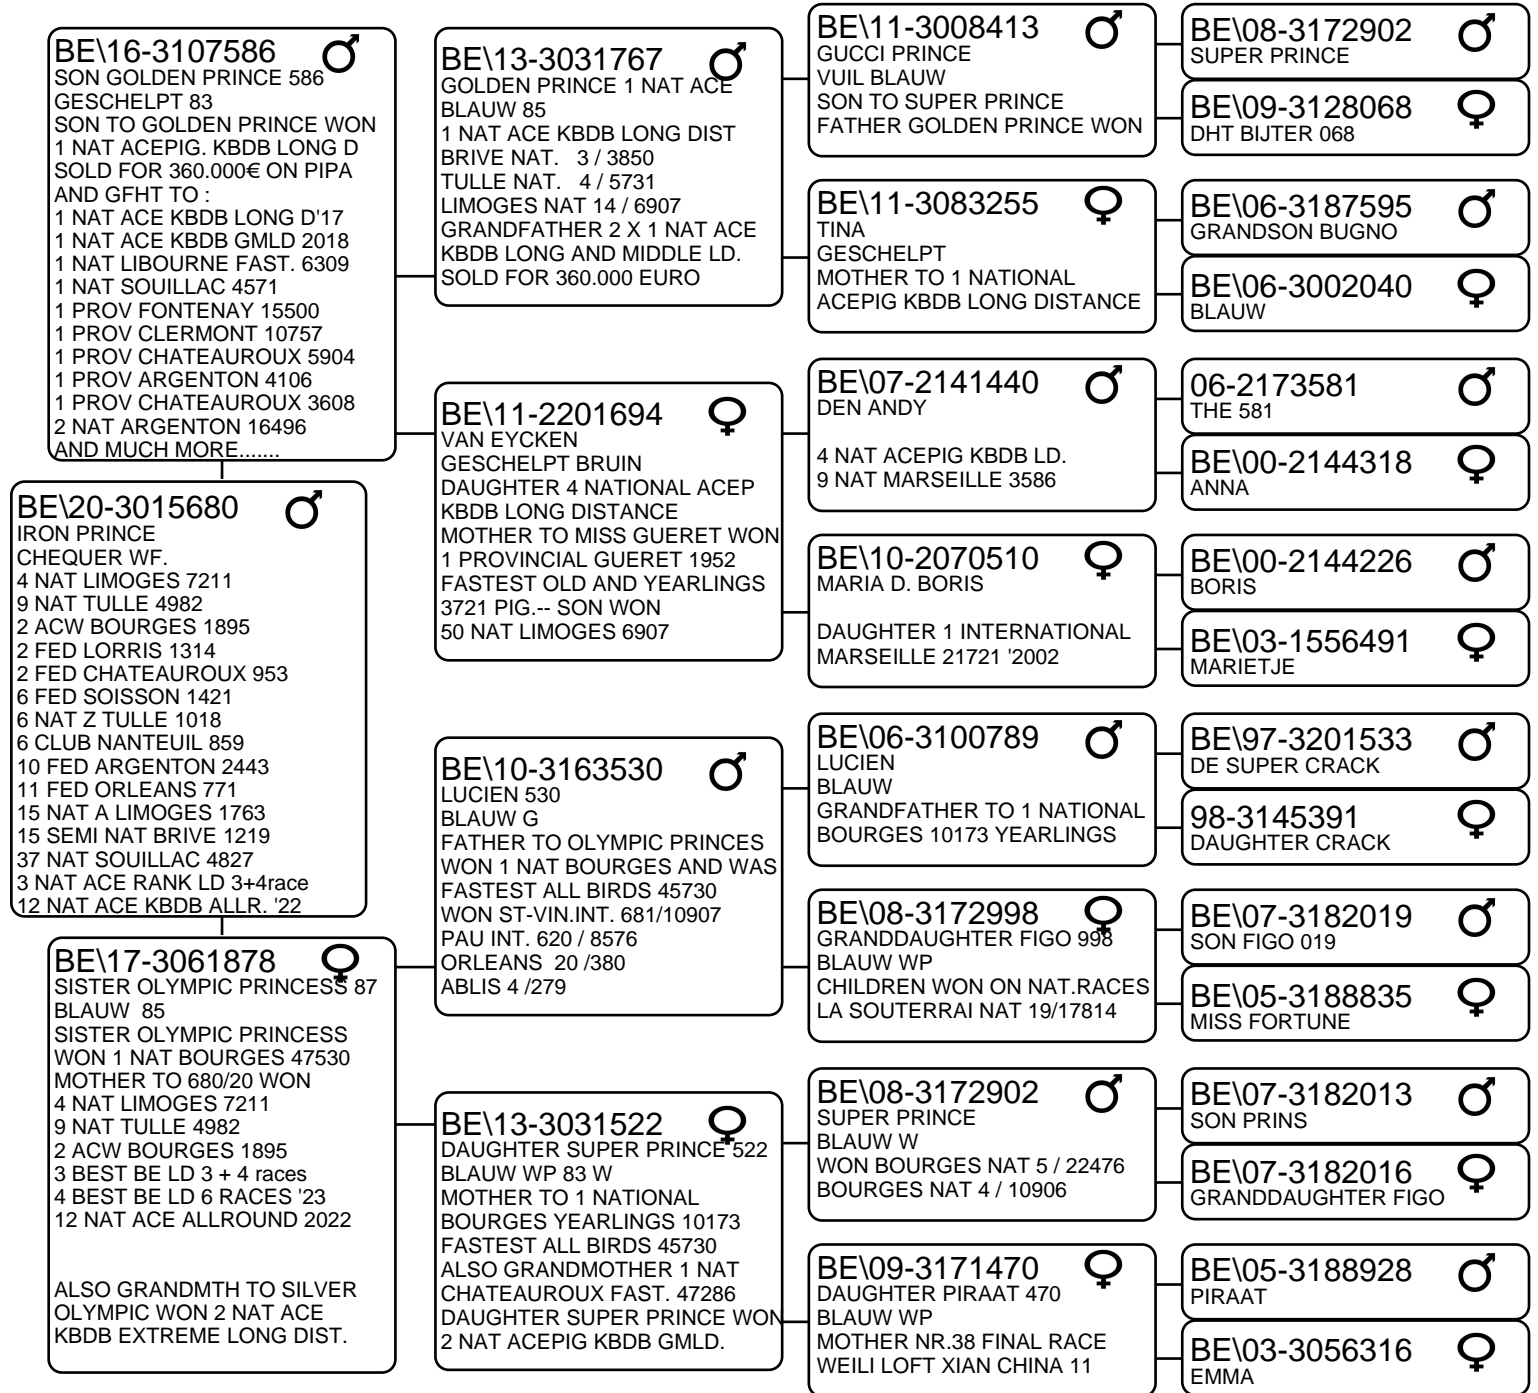 BE\16-3107586
SON GOLDEN PRINCE 586
GESCHELPT 83
SON TO GOLDEN PRINCE WON
1 NAT ACEPIG. KBDB LONG D
SOLD FOR 360.000€ ON PIPA
AND GFHT TO :
1 NAT ACE KBDB LONG D'17
1 NAT ACE KBDB GMLD 2018
1 NAT LIBOURNE FAST. 6309
1 NAT SOUILLAC 4571
1 PROV FONTENAY 15500
1 PROV CLERMONT 10757
1 PROV CHATEAUROUX 5904
1 PROV ARGENTON 4106
1 PROV CHATEAUROUX 3608
2 NAT ARGENTON 16496
AND MUCH MORE.......
BE\20-3015680
IRON PRINCE
CHEQUER WF.
4 NAT LIMOGES 7211
9 NAT TULLE 4982
2 ACW BOURGES 1895
2 FED LORRIS 1314
2 FED CHATEAUROUX 953
6 FED SOISSON 1421
6 NAT Z TULLE 1018
6 CLUB NANTEUIL 859
10 FED ARGENTON 2443
11 FED ORLEANS 771
15 NAT A LIMOGES 1763
15 SEMI NAT BRIVE 1219
37 NAT SOUILLAC 4827
3 NAT ACE RANK LD 3+4race
12 NAT ACE KBDB ALLR. '22
BE\17-3061878
SISTER OLYMPIC PRINCESS 87
BLAUW 85
SISTER OLYMPIC PRINCESS
WON 1 NAT BOURGES 47530
MOTHER TO 680/20 WON
4 NAT LIMOGES 7211
9 NAT TULLE 4982
2 ACW BOURGES 1895
3 BEST BE LD 3 + 4 races
4 BEST BE LD 6 RACES '23
12 NAT ACE ALLROUND 2022
ALSO GRANDMTH TO SILVER
OLYMPIC WON 2 NAT ACE
KBDB EXTREME LONG DIST.
BE\13-3031767
GOLDEN PRINCE 1 NAT ACE
BLAUW 85
1 NAT ACE KBDB LONG DIST
BRIVE NAT. 3 / 3850
TULLE NAT. 4 / 5731
LIMOGES NAT 14 / 6907
GRANDFATHER 2 X 1 NAT ACE
KBDB LONG AND MIDDLE LD.
SOLD FOR 360.000 EURO
BE\11-2201694
VAN EYCKEN
GESCHELPT BRUIN
DAUGHTER 4 NATIONAL ACEP
KBDB LONG DISTANCE
MOTHER TO MISS GUERET WON
1 PROVINCIAL GUERET 1952
FASTEST OLD AND YEARLINGS
3721 PIG.-- SON WON
50 NAT LIMOGES 6907
BE\10-3163530
LUCIEN 530
BLAUW G
FATHER TO OLYMPIC PRINCES
WON 1 NAT BOURGES AND WAS
FASTEST ALL BIRDS 45730
WON ST-VIN.INT. 681/10907
PAU INT. 620 / 8576
ORLEANS 20 /380
ABLIS 4 /279
BE\13-3031522
DAUGHTER SUPER PRINCE 522
BLAUW WP 83 W
MOTHER TO 1 NATIONAL
BOURGES YEARLINGS 10173
FASTEST ALL BIRDS 45730
ALSO GRANDMOTHER 1 NAT
CHATEAUROUX FAST. 47286
DAUGHTER SUPER PRINCE WON
2 NAT ACEPIG KBDB GMLD.
BE\11-3008413
GUCCI PRINCE
VUIL BLAUW
SON TO SUPER PRINCE
FATHER GOLDEN PRINCE WON
BE\11-3083255
TINA
GESCHELPT
MOTHER TO 1 NATIONAL
ACEPIG KBDB LONG DISTANCE
BE\07-2141440
DEN ANDY
4 NAT ACEPIG KBDB LD.
9 NAT MARSEILLE 3586
BE\10-2070510
MARIA D. BORIS
DAUGHTER 1 INTERNATIONAL
MARSEILLE 21721 '2002
BE\06-3100789
LUCIEN
BLAUW
GRANDFATHER TO 1 NATIONAL
BOURGES 10173 YEARLINGS
BE\08-3172998
GRANDDAUGHTER FIGO 998
BLAUW WP
CHILDREN WON ON NAT.RACES
LA SOUTERRAI NAT 19/17814
BE\08-3172902
SUPER PRINCE
BLAUW W
WON BOURGES NAT 5 / 22476
BOURGES NAT 4 / 10906
BE\09-3171470
DAUGHTER PIRAAT 470
BLAUW WP
MOTHER NR.38 FINAL RACE
WEILI LOFT XIAN CHINA 11
BE\08-3172902
SUPER PRINCE
BE\09-3128068
DHT BIJTER 068
BE\06-3187595
GRANDSON BUGNO
BE\06-3002040
BLAUW
06-2173581
THE 581
BE\00-2144318
ANNA
BE\00-2144226
BORIS
BE\03-1556491
MARIETJE
BE\97-3201533
DE SUPER CRACK
98-3145391
DAUGHTER CRACK
BE\07-3182019
SON FIGO 019
BE\05-3188835
MISS FORTUNE
BE\07-3182013
SON PRINS
BE\07-3182016
GRANDDAUGHTER FIGO
BE\05-3188928
PIRAAT
BE\03-3056316
EMMA